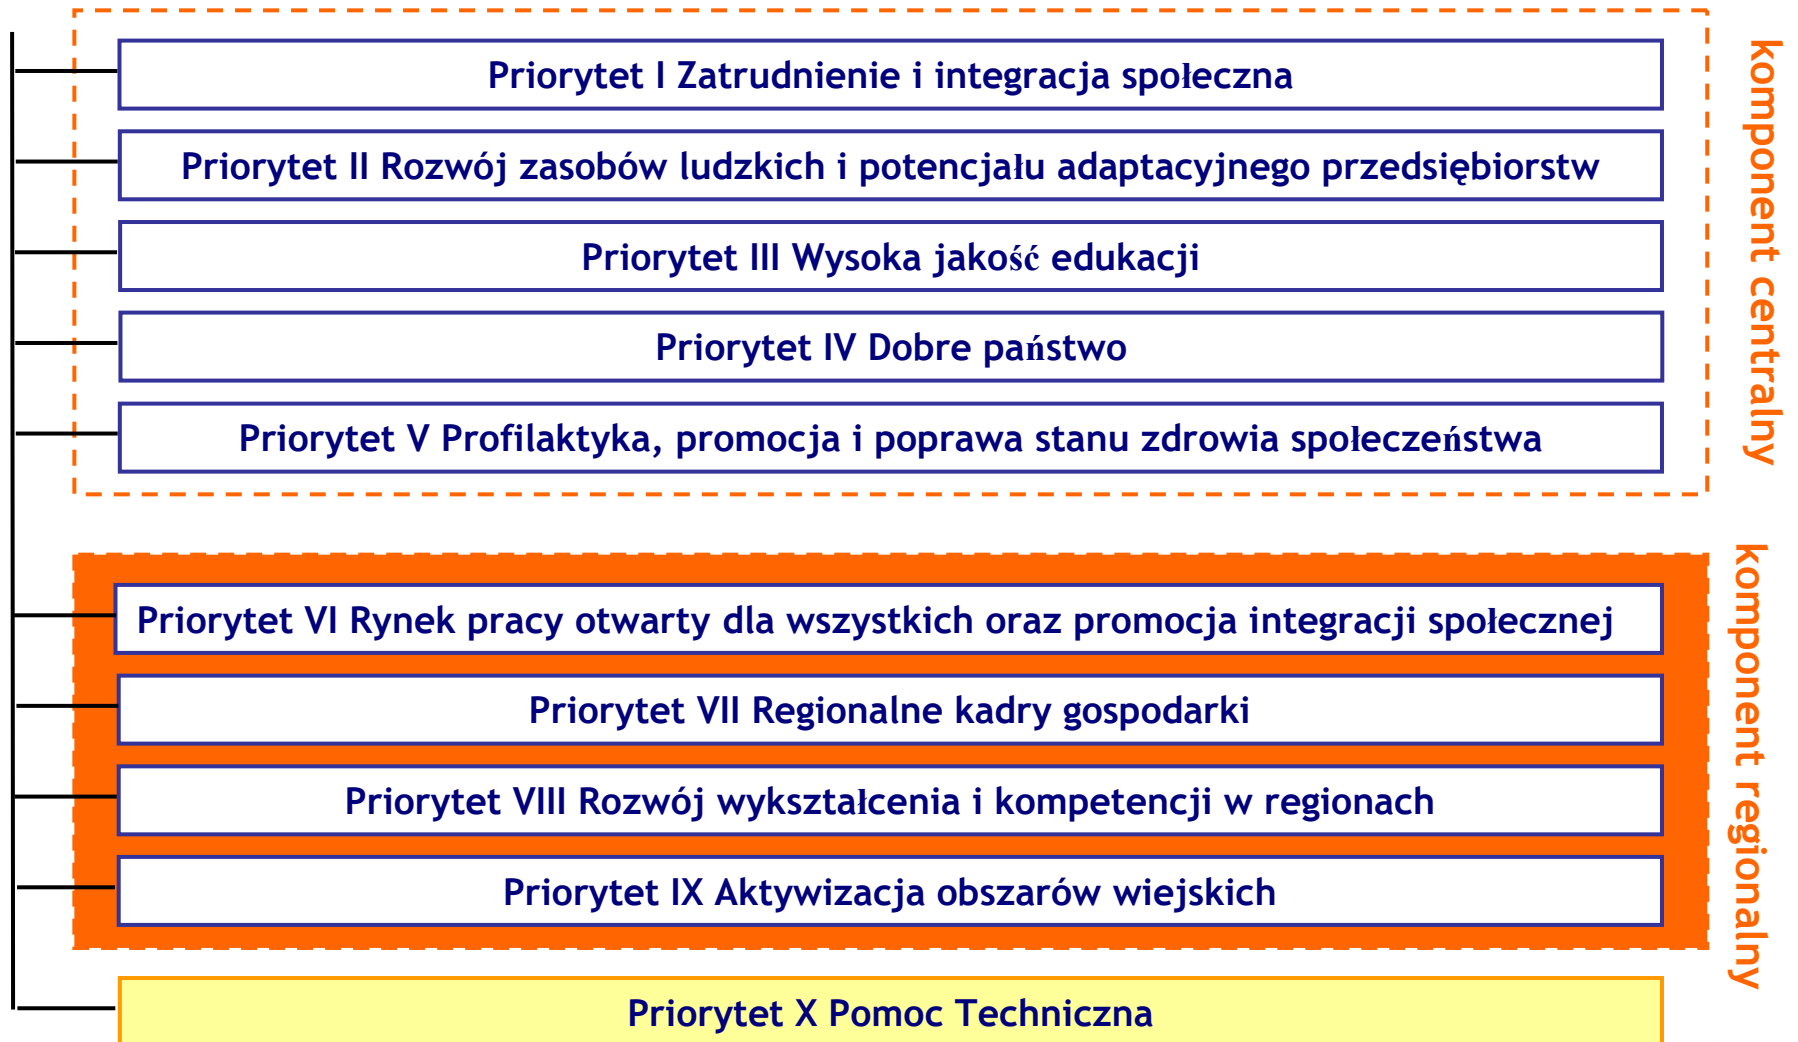 Priorytet I Zatrudnienie i integracja społeczna
Priorytet II Rozwój zasobów ludzkich i potencjału adaptacyjnego przedsiębiorstw
Priorytet III Wysoka jakość edukacji
Priorytet IV Dobre państwo
Priorytet V Profilaktyka, promocja i poprawa stanu zdrowia społeczeństwa
komponent centralny
Priorytet VI Rynek pracy otwarty dla wszystkich oraz promocja integracji społecznej
Priorytet VII Regionalne kadry gospodarki
Priorytet VIII Rozwój wykształcenia i kompetencji w regionach
Priorytet IX Aktywizacja obszarów wiejskich
komponent regionalny
Priorytet X Pomoc Techniczna